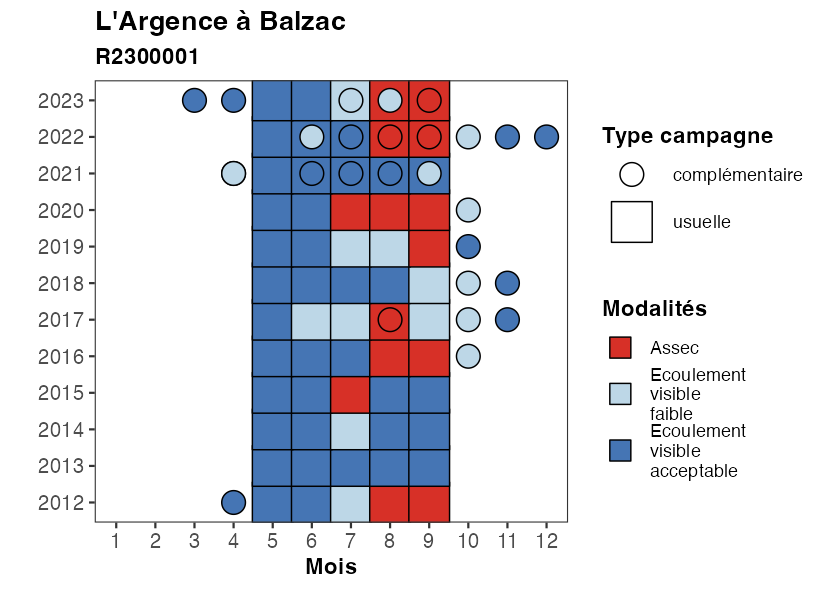 L'Argence à Balzac
R2300001
2023
2022
2021
2020
2019
2018
2017
2016
2015
2014
2013
2012
1 2 3 4 5 6 7 8 9 10 11 12
Mois
Type campagne
complémentaire
usuelle
Modalités
Assec
Ecoulement
visible
faible
Ecoulement
visible
acceptable